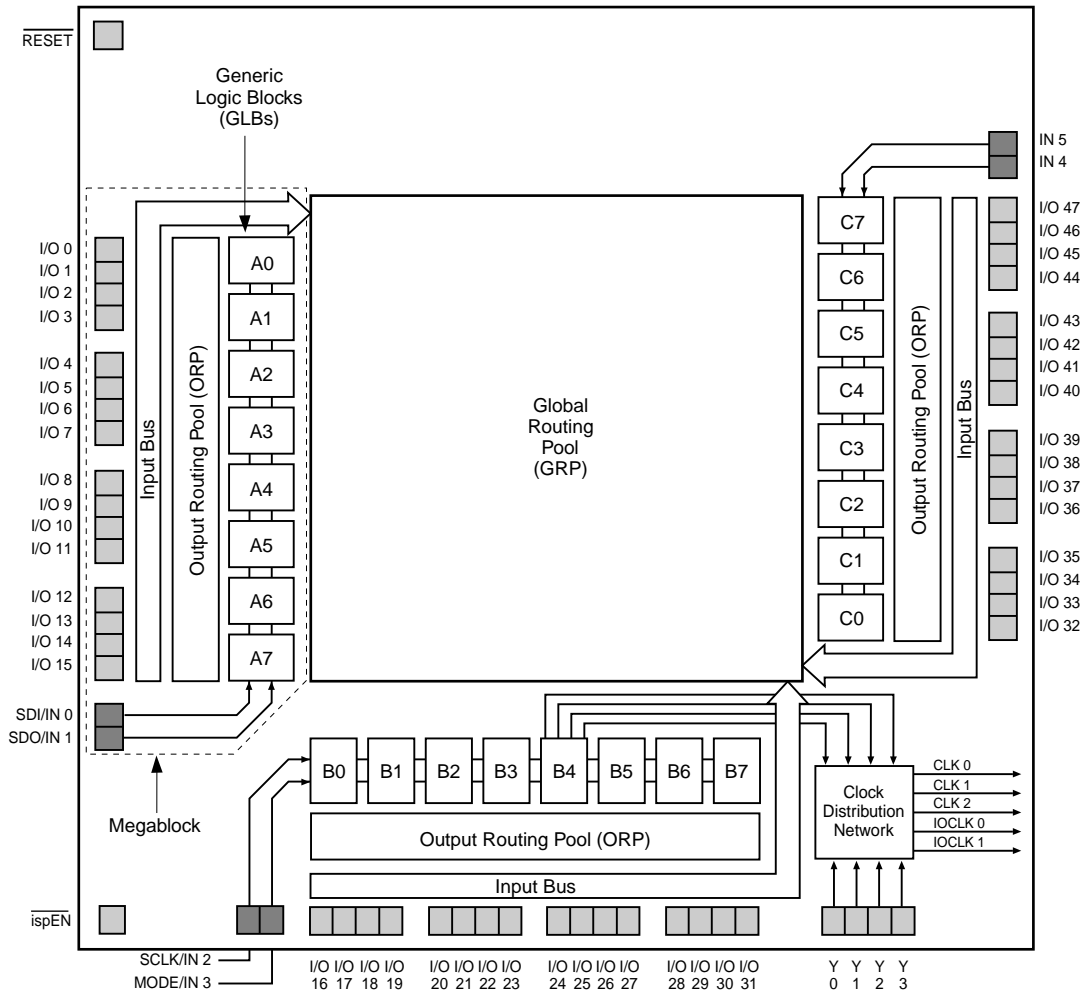 RESET
Generic
Logic Blocks
(GLBs)
IN 5
IN 4
I/O 0
I/O 1
I/O 2
I/O 3
I/O 4
I/O 5
I/O 6
I/O 7
I/O 8
I/O 9
I/O 10
I/O 11
I/O 12
I/O 13
I/O 14
I/O 15
SDI/IN 0
SDO/IN 1
Input Bus
Output Routing Pool (ORP)
A0
A1
A2
A3
A4
A5
A6
A7
Global
Routing
Pool
(GRP)
C7
C6
C5
C4
C3
C2
C1
C0
Output Routing Pool (ORP)
Input Bus
I/O 47
I/O 46
I/O 45
I/O 44
I/O 43
I/O 42
I/O 41
I/O 40
I/O 39
I/O 38
I/O 37
I/O 36
I/O 35
I/O 34
I/O 33
I/O 32
Megablock
B0 B1 B2 B3 B4 B5 B6 B7
Output Routing Pool (ORP)
Input Bus
Clock
Distribution
Network
CLK 0
CLK 1
CLK 2
IOCLK 0
IOCLK 1
ispEN
SCLK/IN 2
MODE/IN 3
I/O I/O I/O I/O I/O I/O I/O I/O I/O I/O I/O I/O I/O I/O I/O I/O Y Y Y Y
16 17 18 19 20 21 22 23 24 25 26 27 28 29 30 31 0 1 2 3